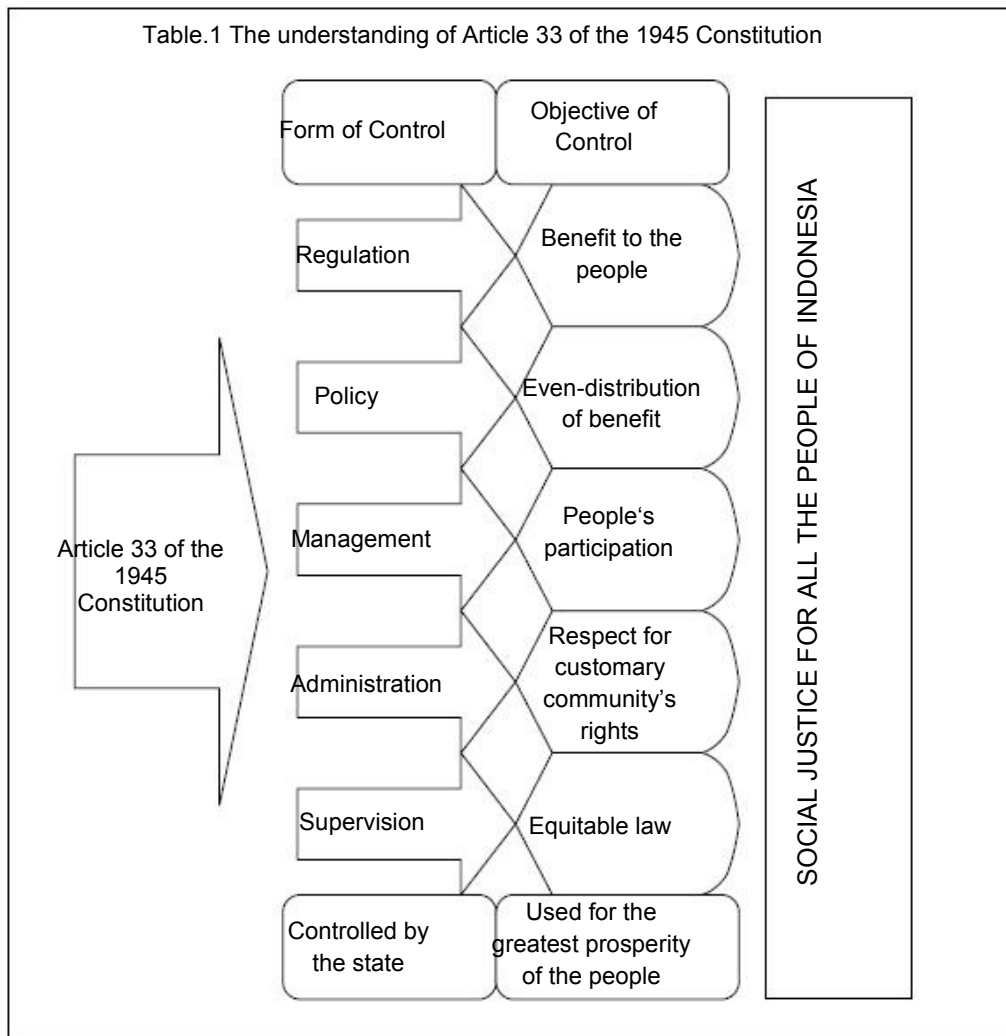 Table.1 The understanding of Article 33 of the 1945 Constitution
Form of Control
Objective of
Control
Regulation
Benefit to the
people
Policy
Even-distribution
of benefit
Article 33 of the
1945
Constitution
Management
People‘s
participation
Administration
Respect for
customary
community’s
rights
Supervision
Equitable law
Controlled by
the state
Used for the
greatest prosperity
of the people
SOCIAL JUSTICE FOR ALL THE PEOPLE OF INDONESIA